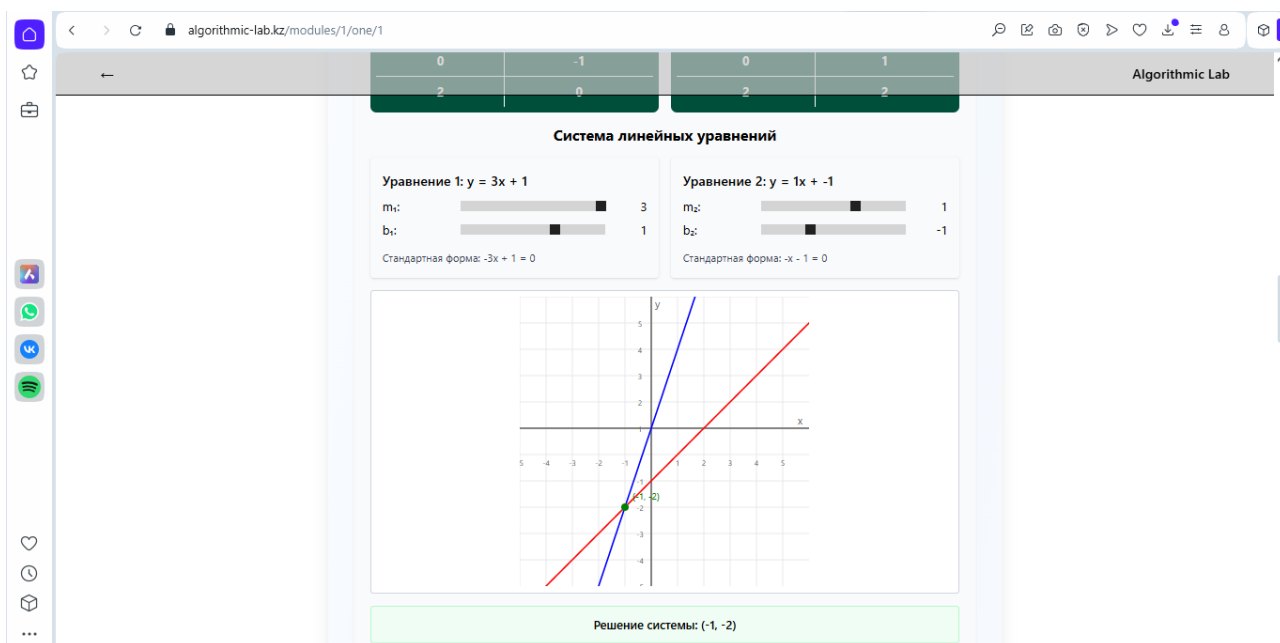 algorithmic-lab.kz/modules/1/one/1
← Algorithmic Lab
0 -1 0 1
2 0 2 2
Система линейных уравнений
Уравнение 1: y = 3x + 1
m₁: 3
b₁: 1
Стандартная форма: -3x + 1 = 0
Уравнение 2: y = 1x + -1
m₂: 1
b₂: -1
Стандартная форма: -x - 1 = 0
y
5
4
3
2
1
x
5 -4 -3 -2 -1 1 2 3 4 5
-1
(-1, -2)
-2
-3
-4
Решение системы: (-1, -2)